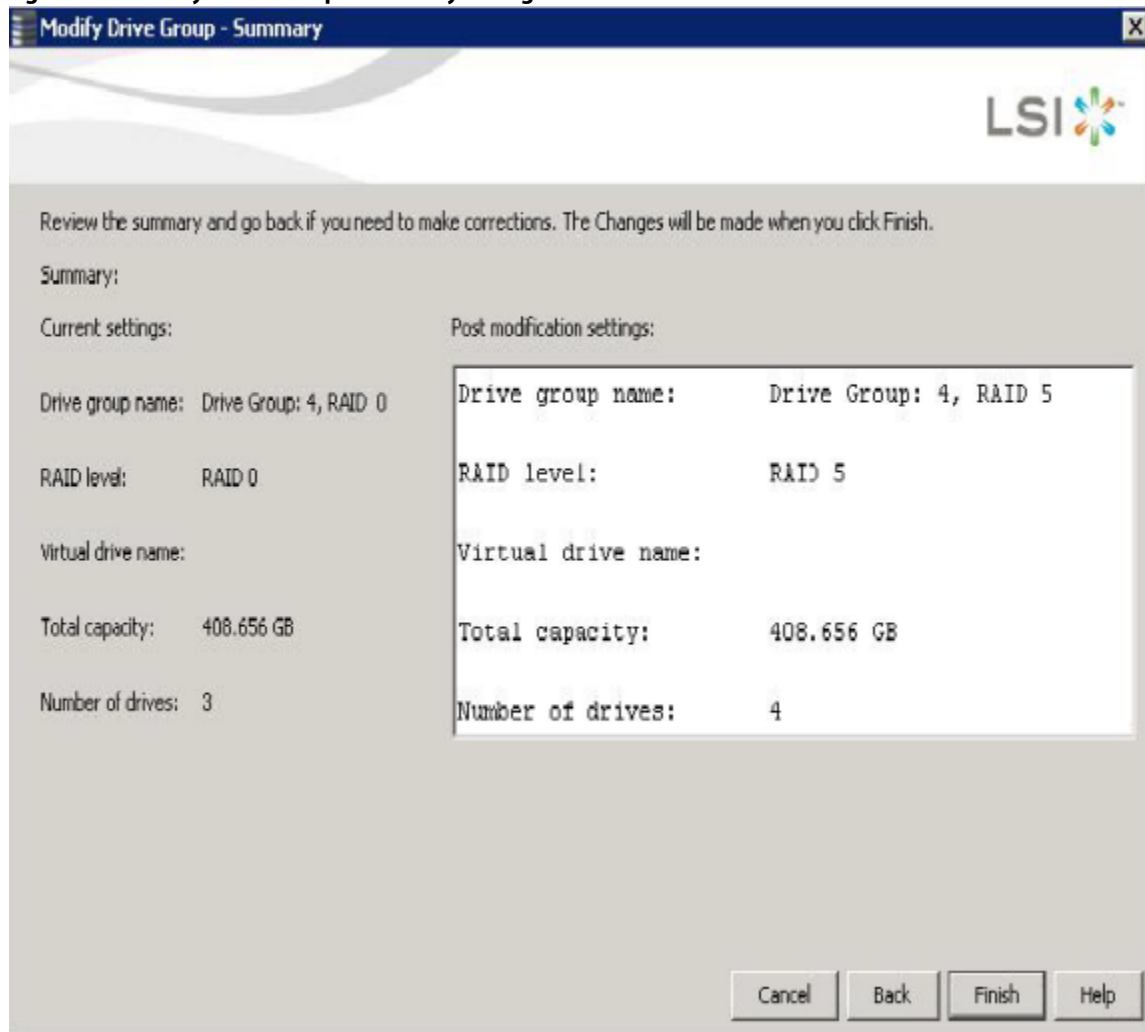 Modify Drive Group - Summary
LSI
Review the summary and go back if you need to make corrections. The Changes will be made when you click Finish.
Summary:
Current settings:
Drive group name: Drive Group: 4, RAID 0
RAID level: RAID 0
Virtual drive name:
Total capacity: 408.656 GB
Number of drives: 3
Post modification settings:
Drive group name: Drive Group: 4, RAID 5
RAID level: RAID 5
Virtual drive name:
Total capacity: 408.656 GB
Number of drives: 4
Cancel
Back
Finish
Help